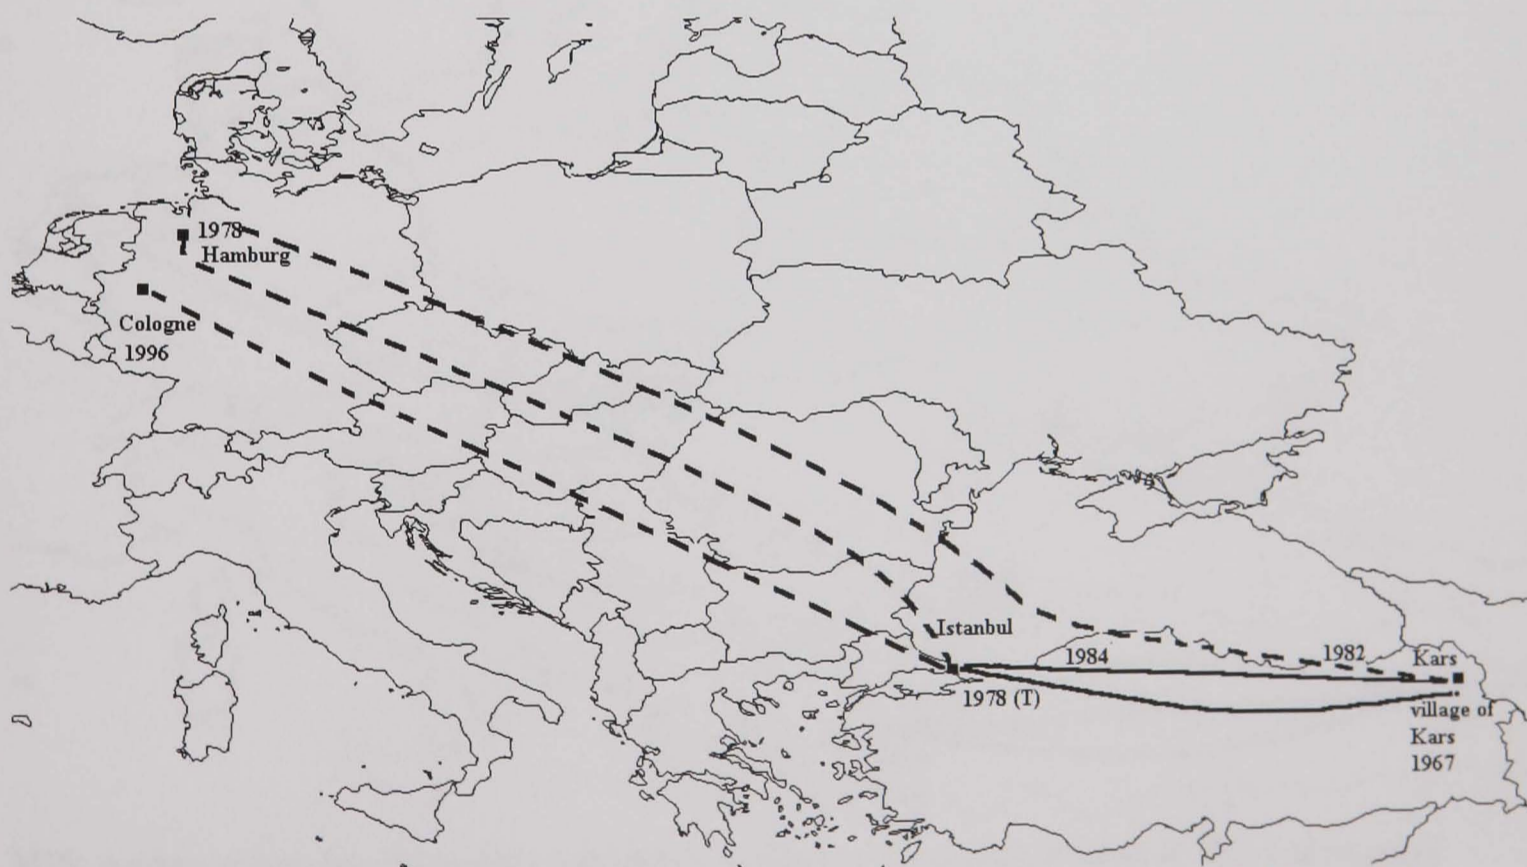 1978
Hamburg
Cologne
1996
Istanbul
1984
1982
Kars
1978 (T)
village of
Kars
1967